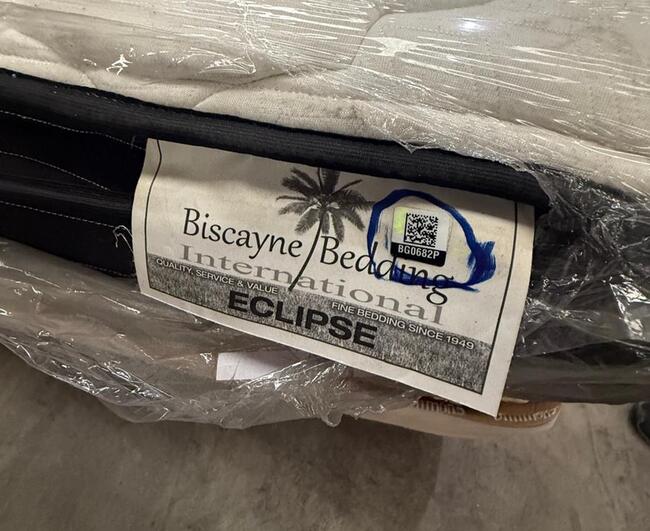 BG0682P
Biscayne Bedding
International
QUALITY, SERVICE & VALUE
FINE BEDDING SINCE 1949
ECLIPSE